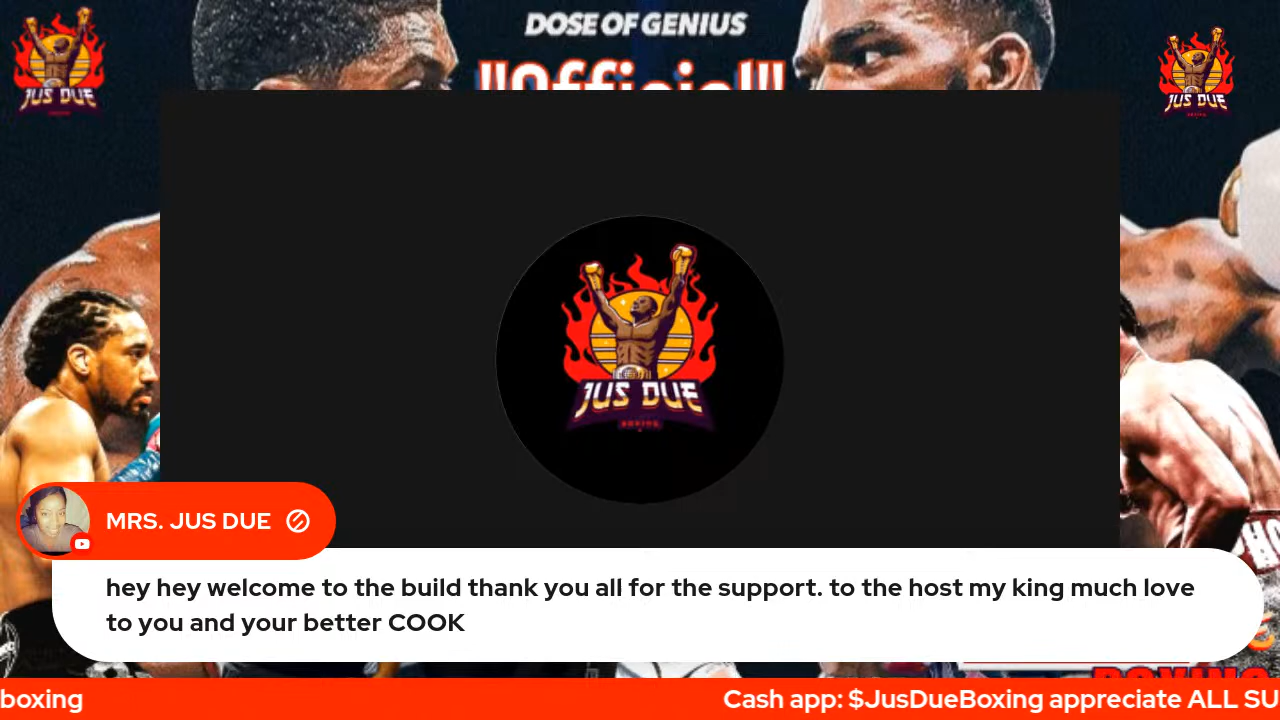 DOSE OF GENIUS
"Official"
JUS DUE
JUS DUE
JUS DUE
BOXING
MRS. JUS DUE
hey hey welcome to the build thank you all for the support. to the host my king much love
to you and your better COOK
boxing
Cash app: $JusDueBoxing appreciate ALL SU